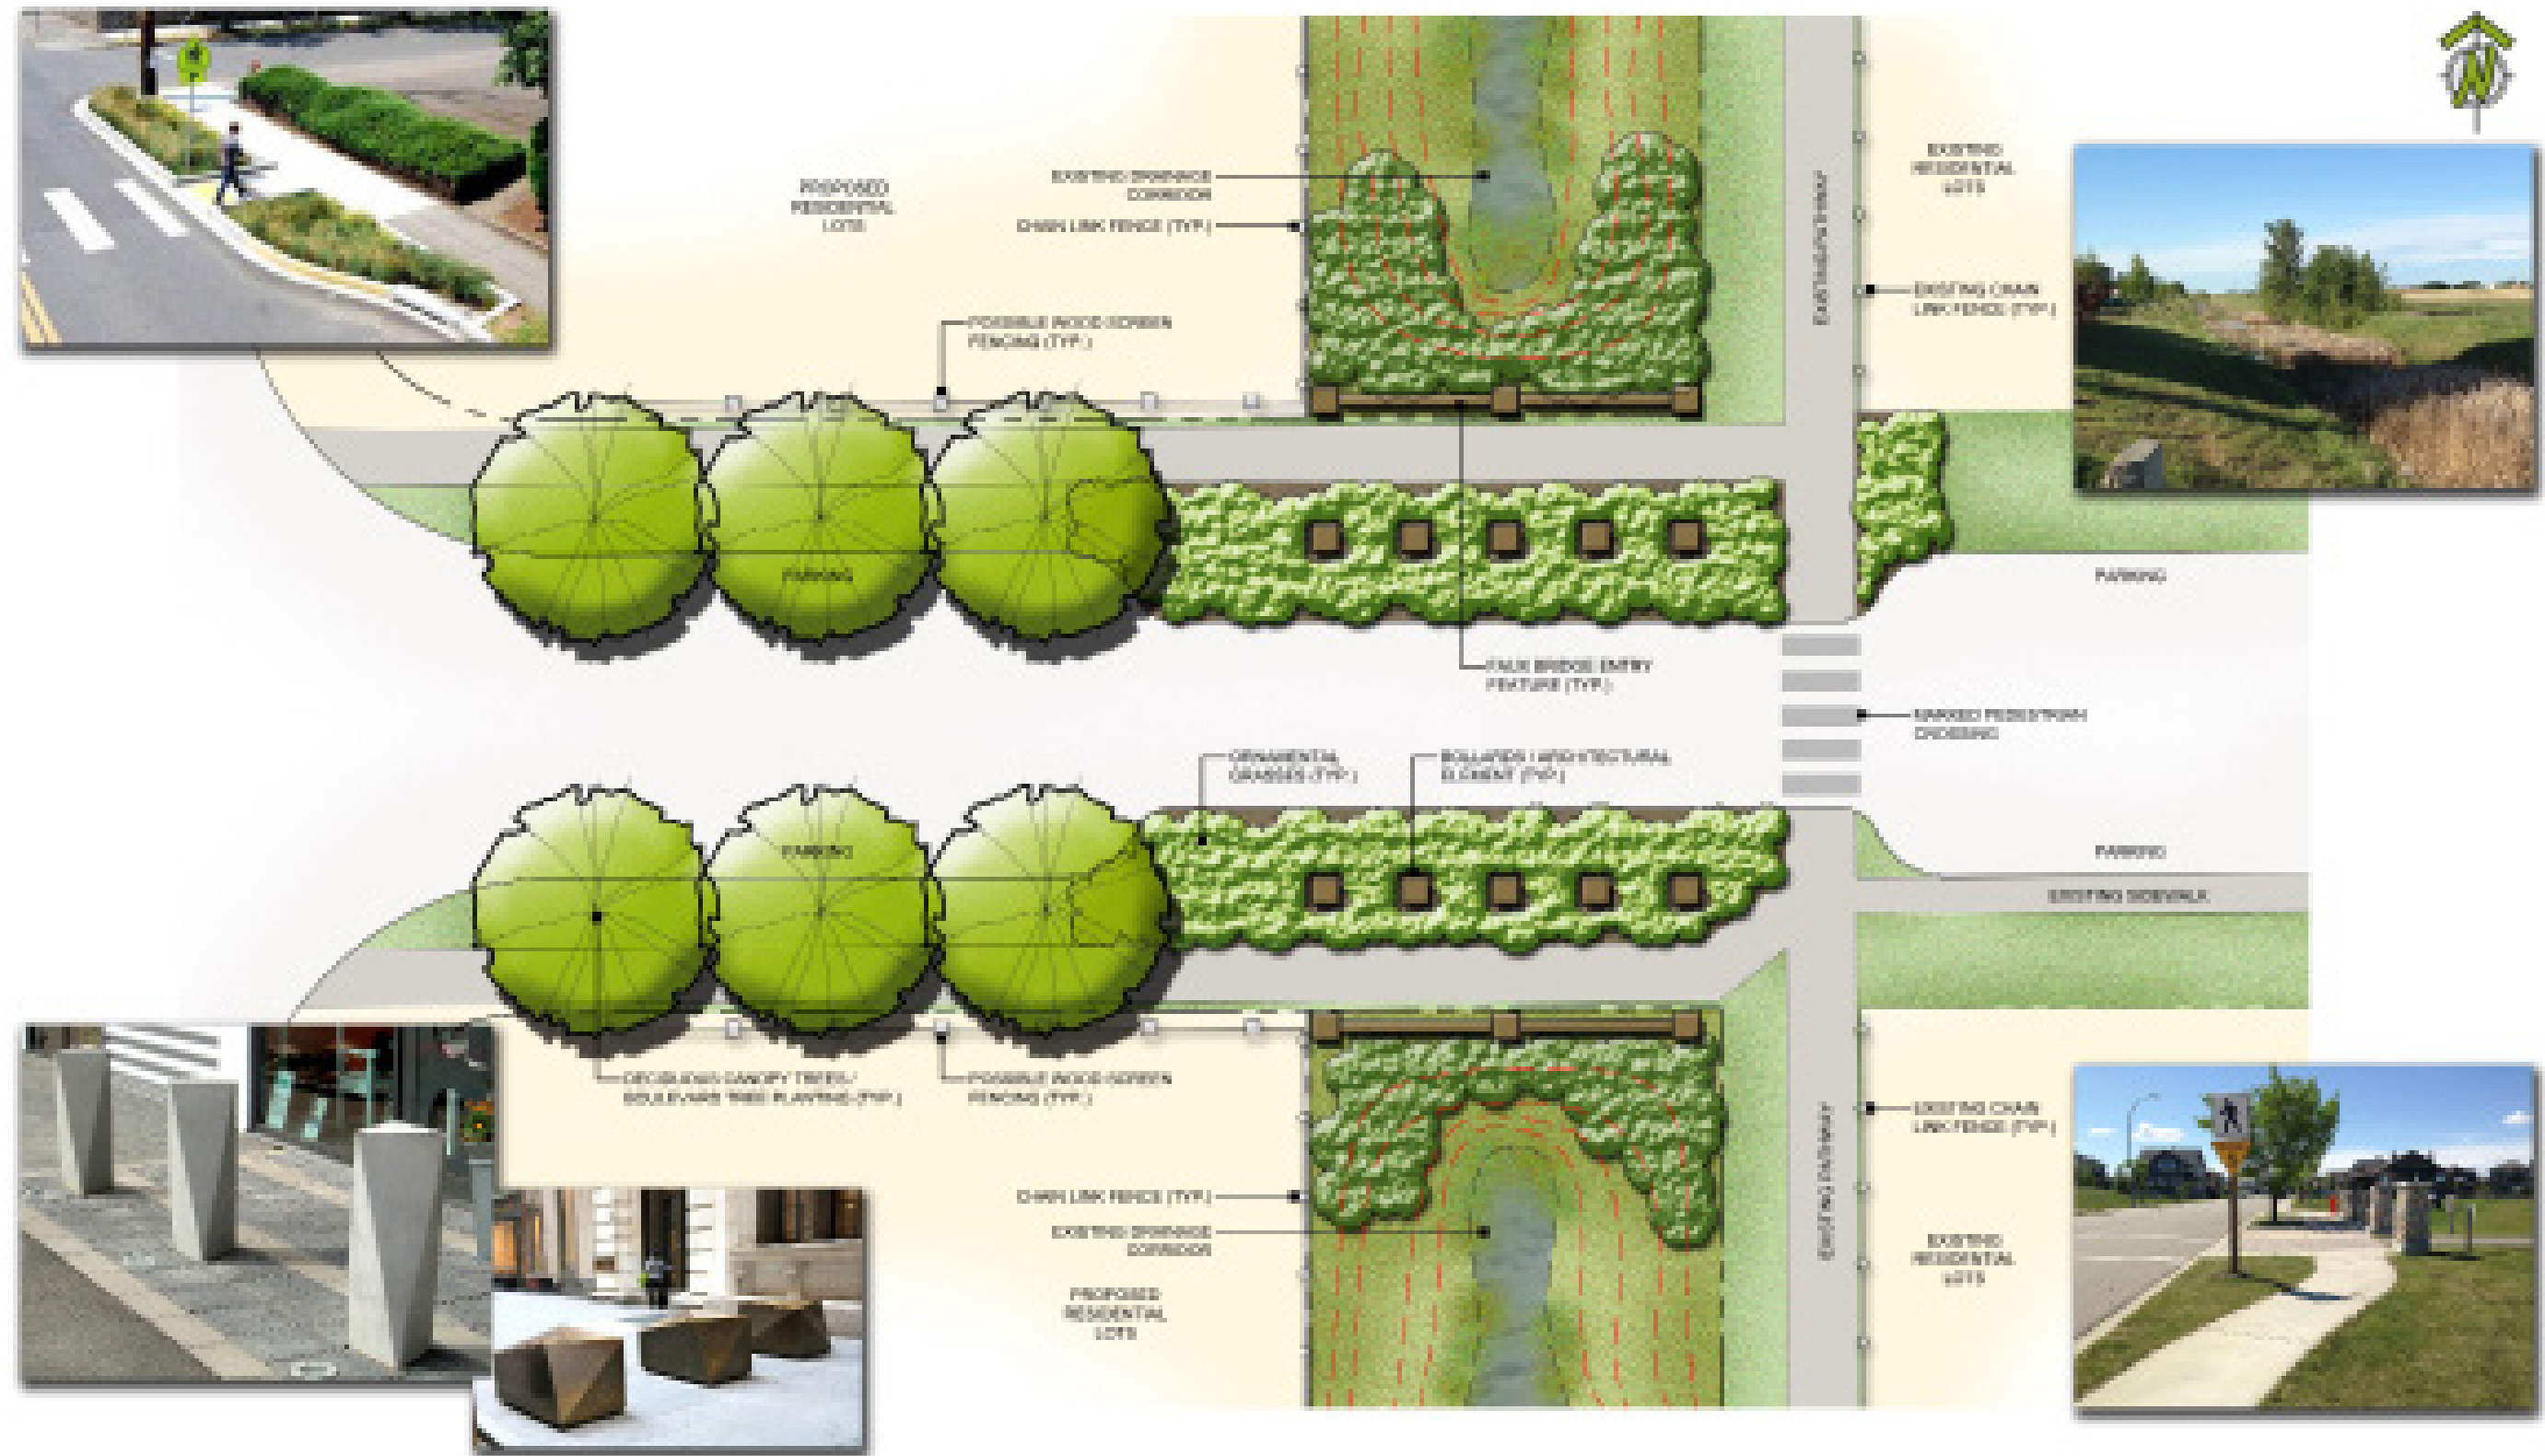 N
EXISTING
RESIDENTIAL
LOTS
EXISTING DRAINAGE
CORRIDOR
PROPOSED
RESIDENTIAL
LOTS
CHAIN LINK FENCE (TYP.)
EXISTING PATHWAY
EXISTING CHAIN
LINK FENCE (TYP.)
POSSIBLE WOOD SCREEN
FENCING (TYP.)
PARKING
PARKING
FAUX BRIDGE ENTRY
FEATURE (TYP.)
MARKED PEDESTRIAN
CROSSING
ORNAMENTAL
GRASSES (TYP.)
BOLLARDS / ARCHITECTURAL
ELEMENT (TYP.)
PARKING
PARKING
EXISTING SIDEWALK
DECIDUOUS CANOPY TREES /
BOULEVARD TREE PLANTING (TYP.)
POSSIBLE WOOD SCREEN
FENCING (TYP.)
EXISTING CHAIN
LINK FENCE (TYP.)
EXISTING PATHWAY
CHAIN LINK FENCE (TYP.)
EXISTING DRAINAGE
CORRIDOR
EXISTING
RESIDENTIAL
LOTS
PROPOSED
RESIDENTIAL
LOTS